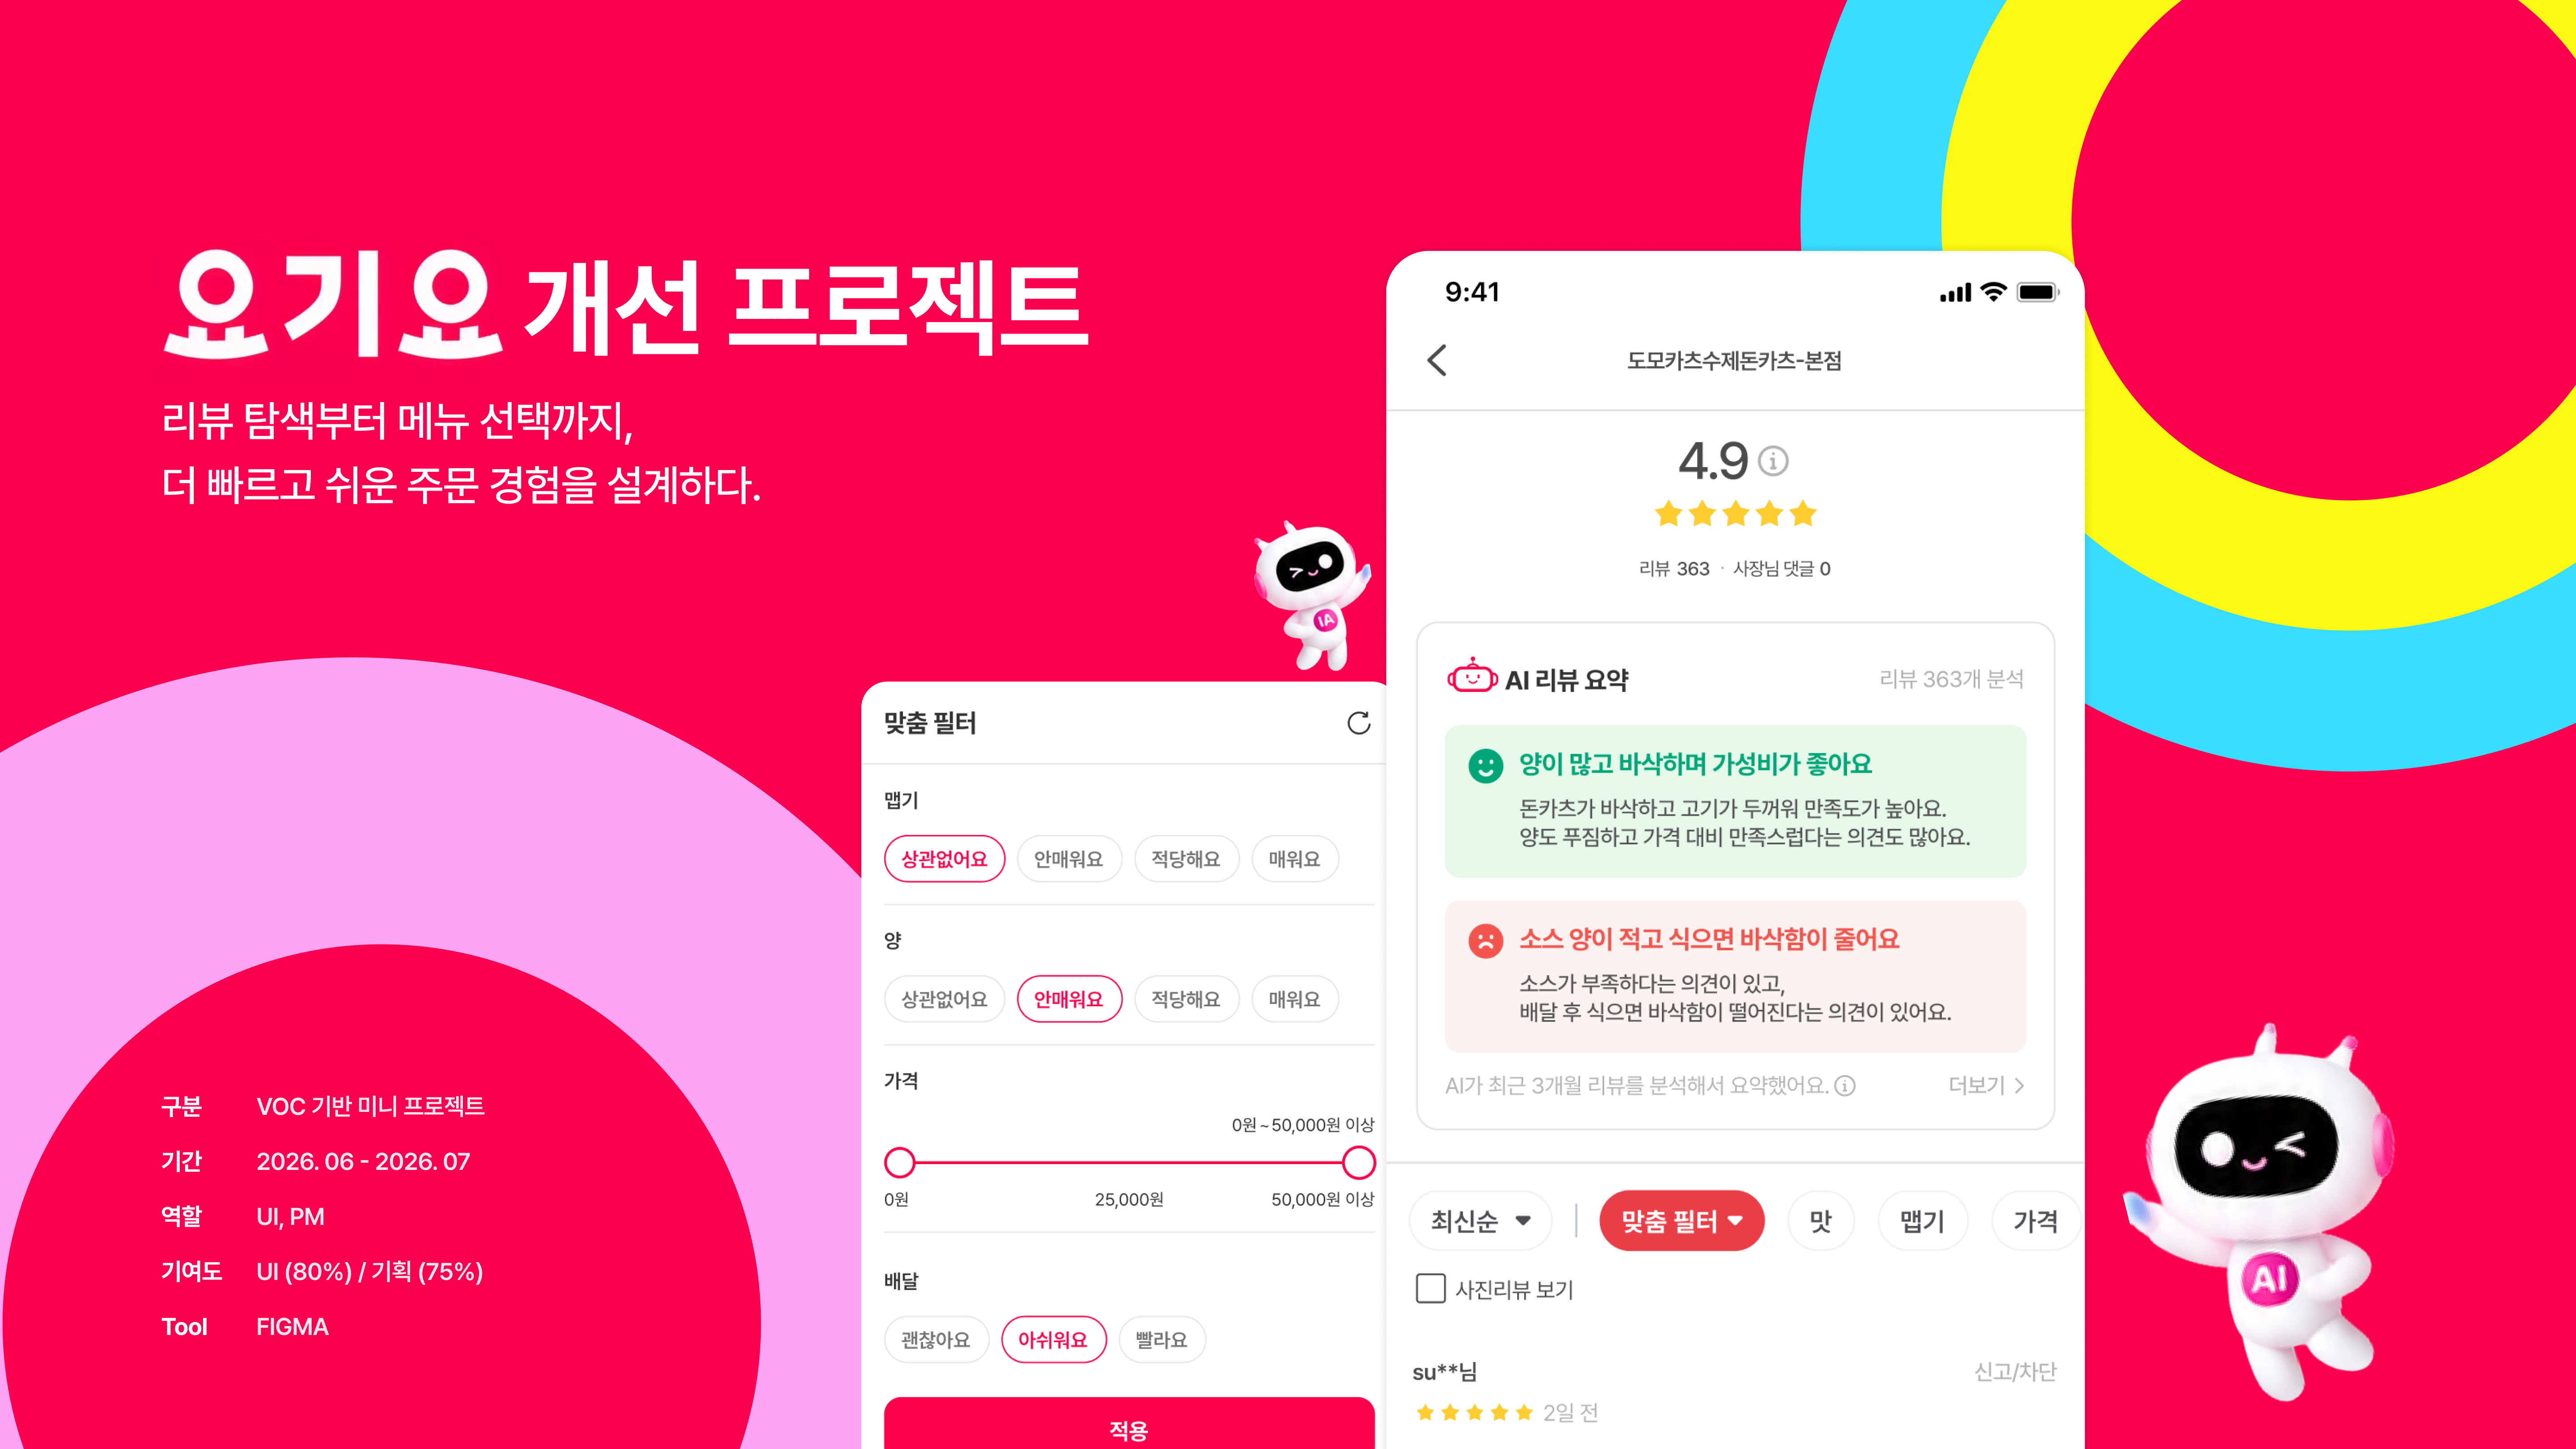 요기요 개선 프로젝트
리뷰 탐색부터 메뉴 선택까지,
더 빠르고 쉬운 주문 경험을 설계하다.
구분 VOC 기반 미니 프로젝트
기간 2026. 06 - 2026. 07
역할 UI, PM
기여도 UI (80%) / 기획 (75%)
Tool FIGMA
IA
맞춤 필터
맵기
상관없어요 안매워요 적당해요 매워요
양
상관없어요 안매워요 적당해요 매워요
가격
0원~50,000원 이상
0원 25,000원 50,000원 이상
배달
괜찮아요 아쉬워요 빨라요
적용
9:41
도모카츠수제돈카츠-본점
4.9
리뷰 363 · 사장님 댓글 0
AI 리뷰 요약 리뷰 363개 분석
양이 많고 바삭하며 가성비가 좋아요
돈카츠가 바삭하고 고기가 두꺼워 만족도가 높아요.
양도 푸짐하고 가격 대비 만족스럽다는 의견도 많아요.
소스 양이 적고 식으면 바삭함이 줄어요
소스가 부족하다는 의견이 있고,
배달 후 식으면 바삭함이 떨어진다는 의견이 있어요.
AI가 최근 3개월 리뷰를 분석해서 요약했어요. 더보기
최신순 맞춤 필터 맛 맵기 가격
사진리뷰 보기
su**님 신고/차단
2일 전
AI